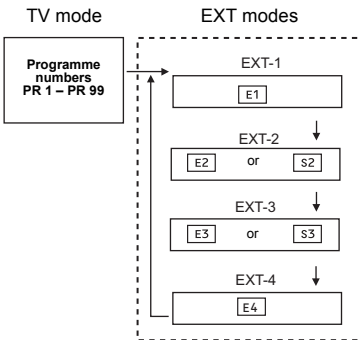 TV mode
EXT modes
Programme
numbers
PR 1 – PR 99
EXT-1
E1
EXT-2
E2 or S2
EXT-3
E3 or S3
EXT-4
E4